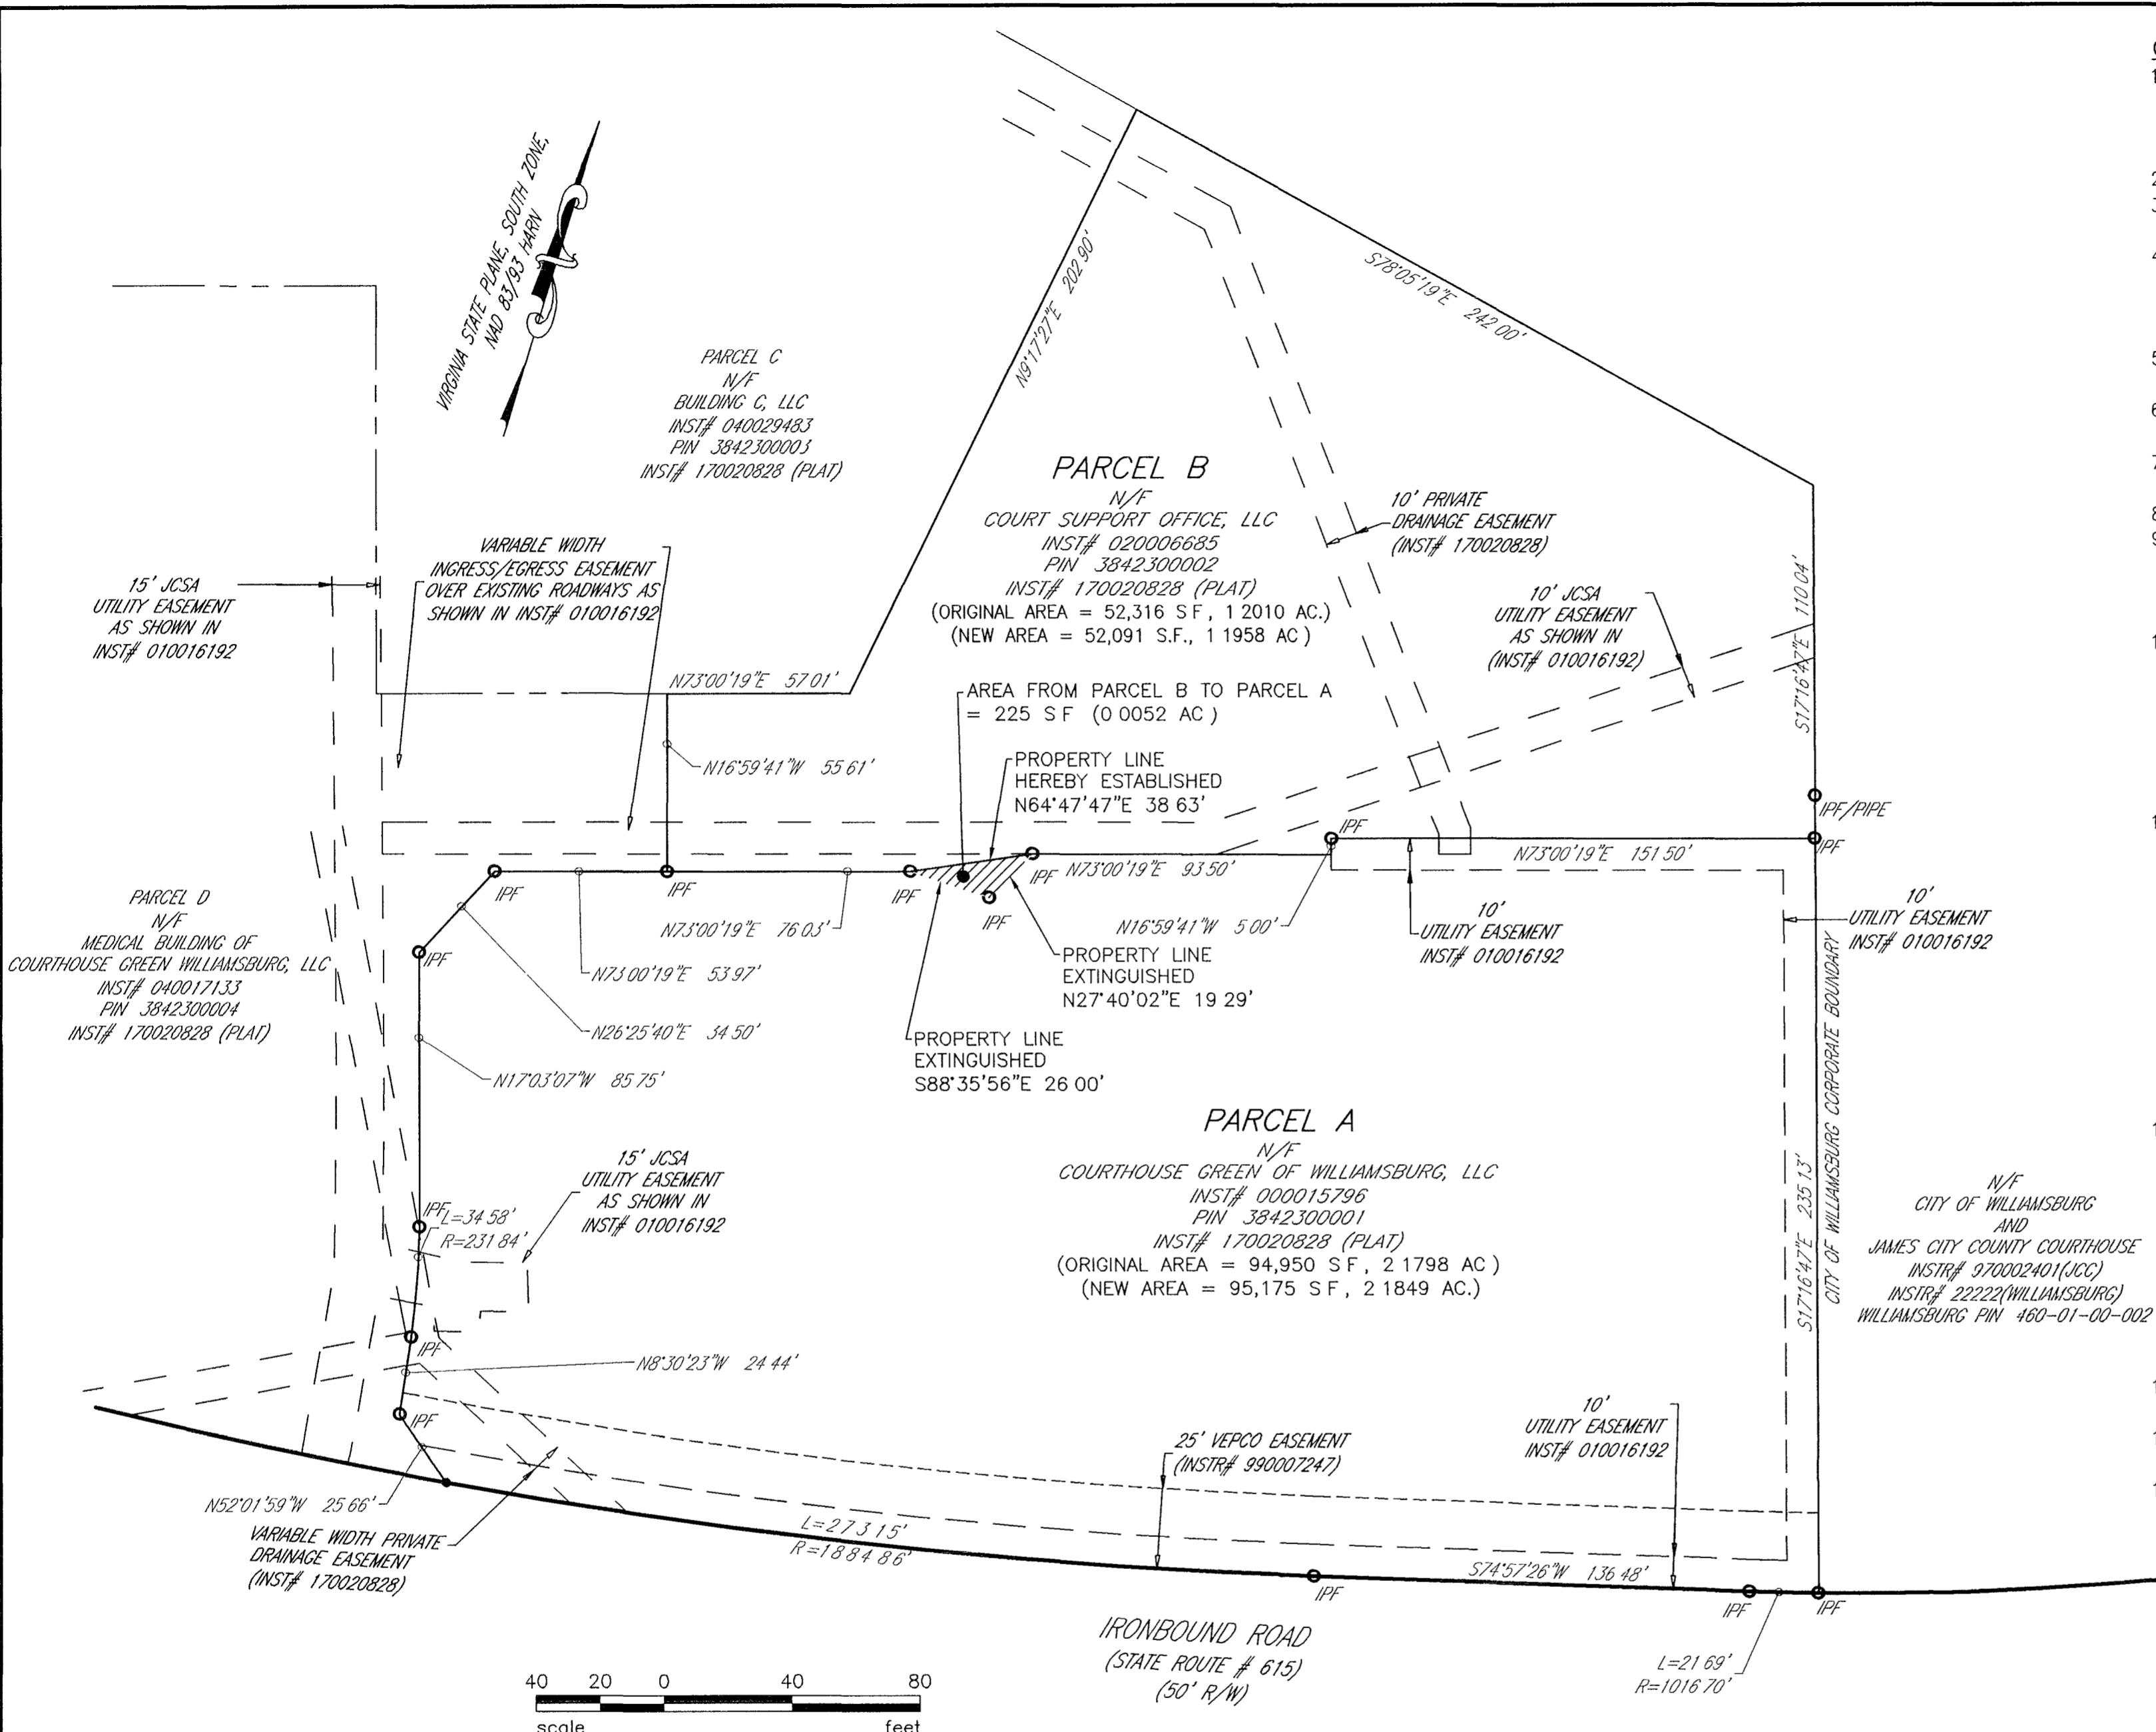 VIRGINIA STATE PLANE, SOUTH ZONE,
NAD 83/93 HARN
PARCEL C
N/F
BUILDING C, LLC
INST# 040029483
PIN 3842300003
INST# 170020828 (PLAT)
N9°17'27"E 202 90'
S78°05'19"E 242 00'
PARCEL B
N/F
COURT SUPPORT OFFICE, LLC
INST# 020006685
PIN 3842300002
INST# 170020828 (PLAT)
(ORIGINAL AREA = 52,316 S F, 1 2010 AC.)
(NEW AREA = 52,091 S.F., 1 1958 AC )
10' PRIVATE
DRAINAGE EASEMENT
(INST# 170020828)
VARIABLE WIDTH
INGRESS/EGRESS EASEMENT
OVER EXISTING ROADWAYS AS
SHOWN IN INST# 010016192
15' JCSA
UTILITY EASEMENT
AS SHOWN IN
INST# 010016192
10' JCSA
UTILITY EASEMENT
AS SHOWN IN
(INST# 010016192)
S17°16'47"E 110 04'
N73°00'19"E 57 01'
AREA FROM PARCEL B TO PARCEL A
= 225 S F (0 0052 AC )
N16°59'41"W 55 61'
PROPERTY LINE
HEREBY ESTABLISHED
N64°47'47"E 38 63'
IPF/PIPE
IPF
IPF
N73°00'19"E 151 50'
IPF
IPF
IPF
IPF
N73°00'19"E 93 50'
IPF
N73°00'19"E 76 03'
N16°59'41"W 5 00'
10'
UTILITY EASEMENT
INST# 010016192
10'
UTILITY EASEMENT
INST# 010016192
PARCEL D
N/F
MEDICAL BUILDING OF
COURTHOUSE GREEN WILLIAMSBURG, LLC
INST# 040017133
PIN 3842300004
INST# 170020828 (PLAT)
IPF
N73°00'19"E 53 97'
PROPERTY LINE
EXTINGUISHED
N27°40'02"E 19 29'
N26°25'40"E 34 50'
PROPERTY LINE
EXTINGUISHED
S88°35'56"E 26 00'
N17°03'07"W 85 75'
CITY OF WILLIAMSBURG CORPORATE BOUNDARY
S17°16'47"E 235 13'
PARCEL A
N/F
COURTHOUSE GREEN OF WILLIAMSBURG, LLC
INST# 000015796
PIN 3842300001
INST# 170020828 (PLAT)
(ORIGINAL AREA = 94,950 S F, 2 1798 AC )
(NEW AREA = 95,175 S F, 2 1849 AC.)
15' JCSA
UTILITY EASEMENT
AS SHOWN IN
INST# 010016192
N/F
CITY OF WILLIAMSBURG
AND
JAMES CITY COUNTY COURTHOUSE
INSTR# 970002401(JCC)
INSTR# 22222(WILLIAMSBURG)
WILLIAMSBURG PIN 460-01-00-002
IPF
L=34 58'
R=231 84'
IPF
N8°30'23"W 24 44'
IPF
10'
UTILITY EASEMENT
INST# 010016192
25' VEPCO EASEMENT
(INSTR# 990007247)
N52°01'59"W 25 66'
VARIABLE WIDTH PRIVATE
DRAINAGE EASEMENT
(INST# 170020828)
L=273 15'
R=1884 86'
S74°57'26"W 136 48'
IPF
IPF
IPF
IRONBOUND ROAD
(STATE ROUTE # 615)
(50' R/W)
L=21 69'
R=1016 70'
40 20 0 40 80
scale feet